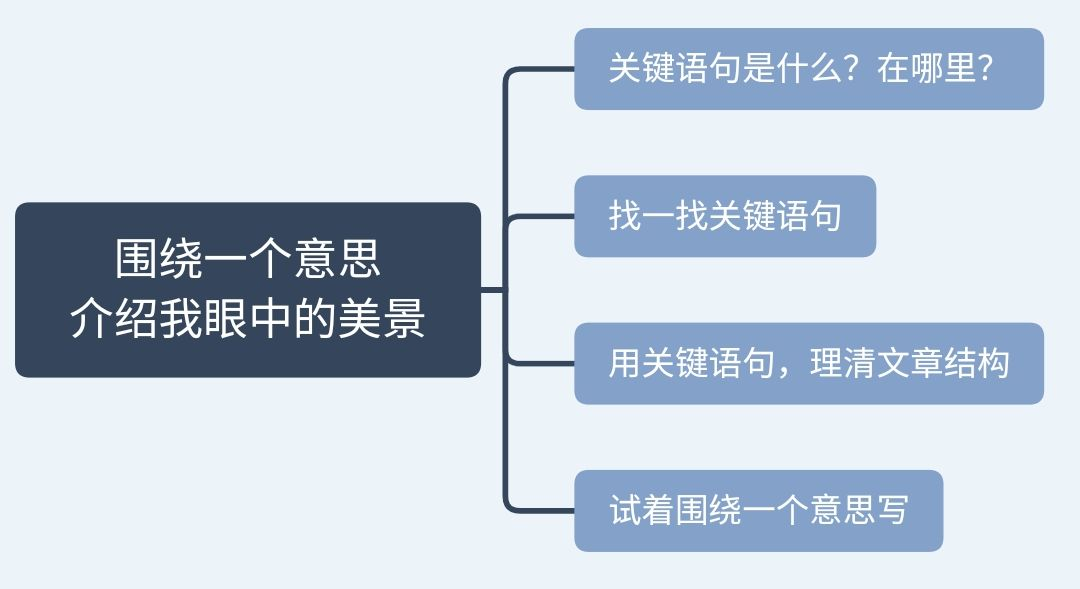 围绕一个意思
介绍我眼中的美景
关键语句是什么？在哪里？
找一找关键语句
用关键语句，理清文章结构
试着围绕一个意思写